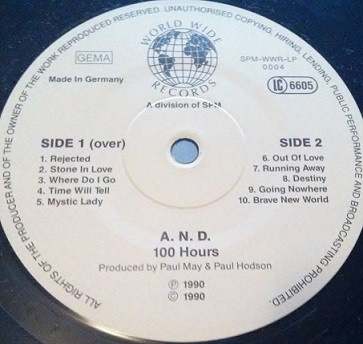 ALL RIGHTS OF THE PRODUCER AND OF THE OWNER OF THE WORK REPRODUCED RESERVED. UNAUTHORISED COPYING, HIRING, LENDING, PUBLIC PERFORMANCE AND BROADCASTING PROHIBITED.
WORLD WIDE
RECORDS
GEMA
Made In Germany
SPM-WWR-LP
0004
LC 6605
A division of SPM
SIDE 1 (over)
1. Rejected
2. Stone In Love
3. Where Do I Go
4. Time Will Tell
5. Mystic Lady
SIDE 2
6. Out Of Love
7. Running Away
8. Destiny
9. Going Nowhere
10. Brave New World
A. N. D.
100 Hours
Produced by Paul May & Paul Hodson
℗ 1990
© 1990